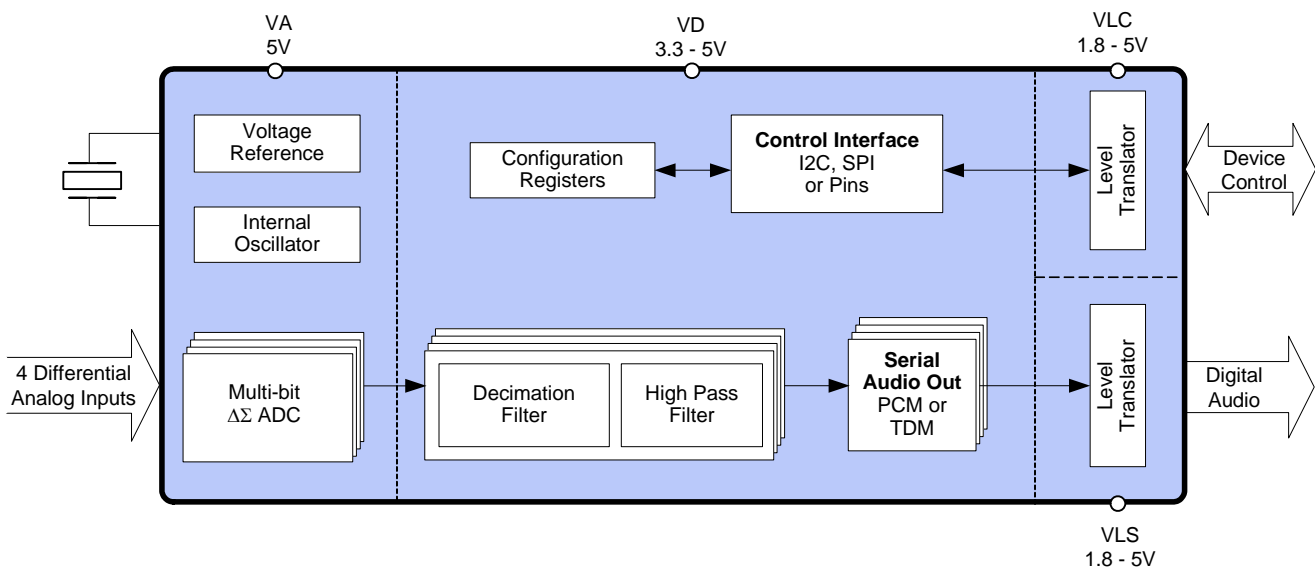 VA
5V
VD
3.3 - 5V
VLC
1.8 - 5V
Voltage
Reference
Internal
Oscillator
Configuration
Registers
Control Interface
I2C, SPI
or Pins
Level
Translator
Device
Control
4 Differential
Analog Inputs
Multi-bit
ΔΣ ADC
Decimation
Filter
High Pass
Filter
Serial
Audio Out
PCM or
TDM
Level
Translator
Digital
Audio
VLS
1.8 - 5V